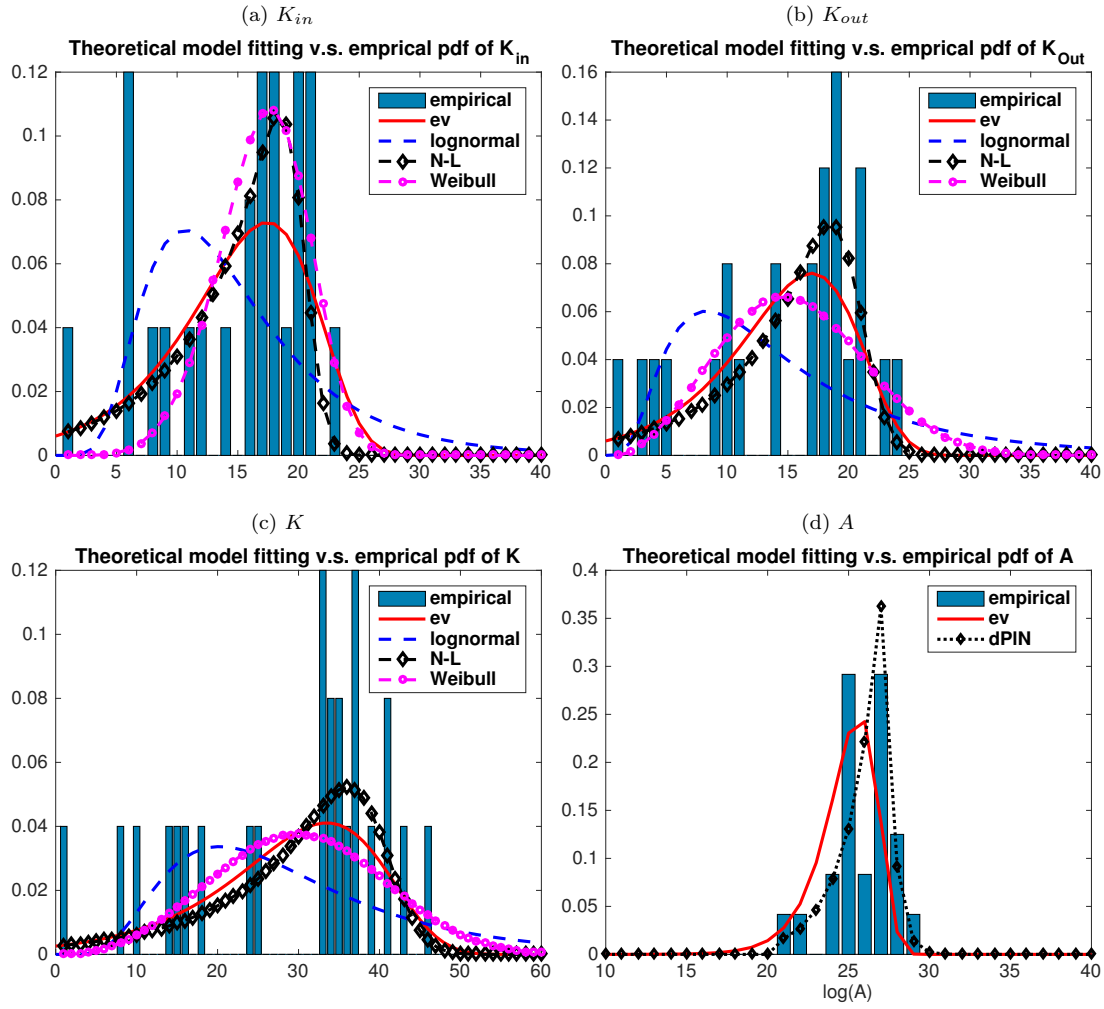 (a) K_in
Theoretical model fitting v.s. emprical pdf of K_in
0.12
0.1
0.08
0.06
0.04
0.02
0
0 5 10 15 20 25 30 35 40
empirical
ev
lognormal
N-L
Weibull
(b) K_out
Theoretical model fitting v.s. emprical pdf of K_Out
0.16
0.14
0.12
0.1
0.08
0.06
0.04
0.02
0
0 5 10 15 20 25 30 35 40
empirical
ev
lognormal
N-L
Weibull
(c) K
Theoretical model fitting v.s. emprical pdf of K
0.12
0.1
0.08
0.06
0.04
0.02
0
0 10 20 30 40 50 60
empirical
ev
lognormal
N-L
Weibull
(d) A
Theoretical model fitting v.s. empirical pdf of A
0.4
0.35
0.3
0.25
0.2
0.15
0.1
0.05
0
10 15 20 25 30 35 40
log(A)
empirical
ev
dPlN